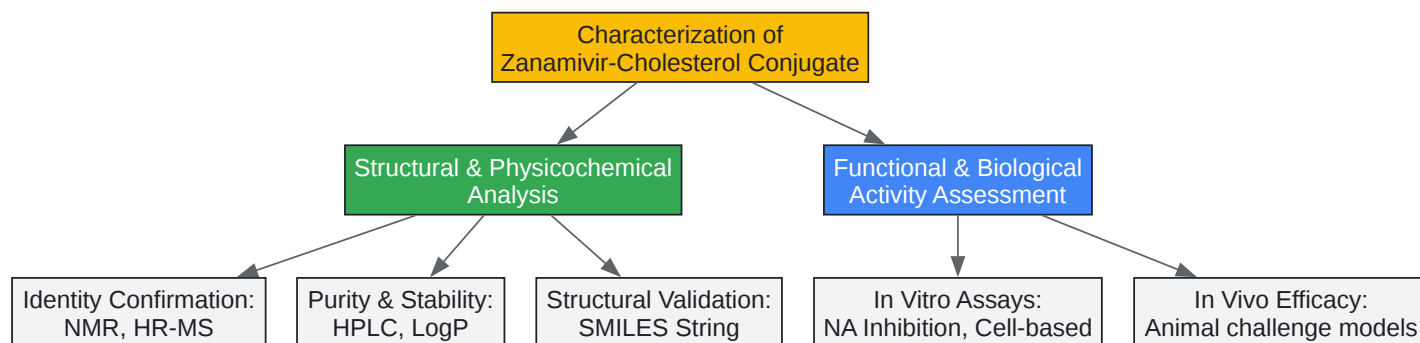 Characterization of
Zanamivir-Cholesterol Conjugate
Structural & Physicochemical
Analysis
Functional & Biological
Activity Assessment
Identity Confirmation:
NMR, HR-MS
Purity & Stability:
HPLC, LogP
Structural Validation:
SMILES String
In Vitro Assays:
NA Inhibition, Cell-based
In Vivo Efficacy:
Animal challenge models